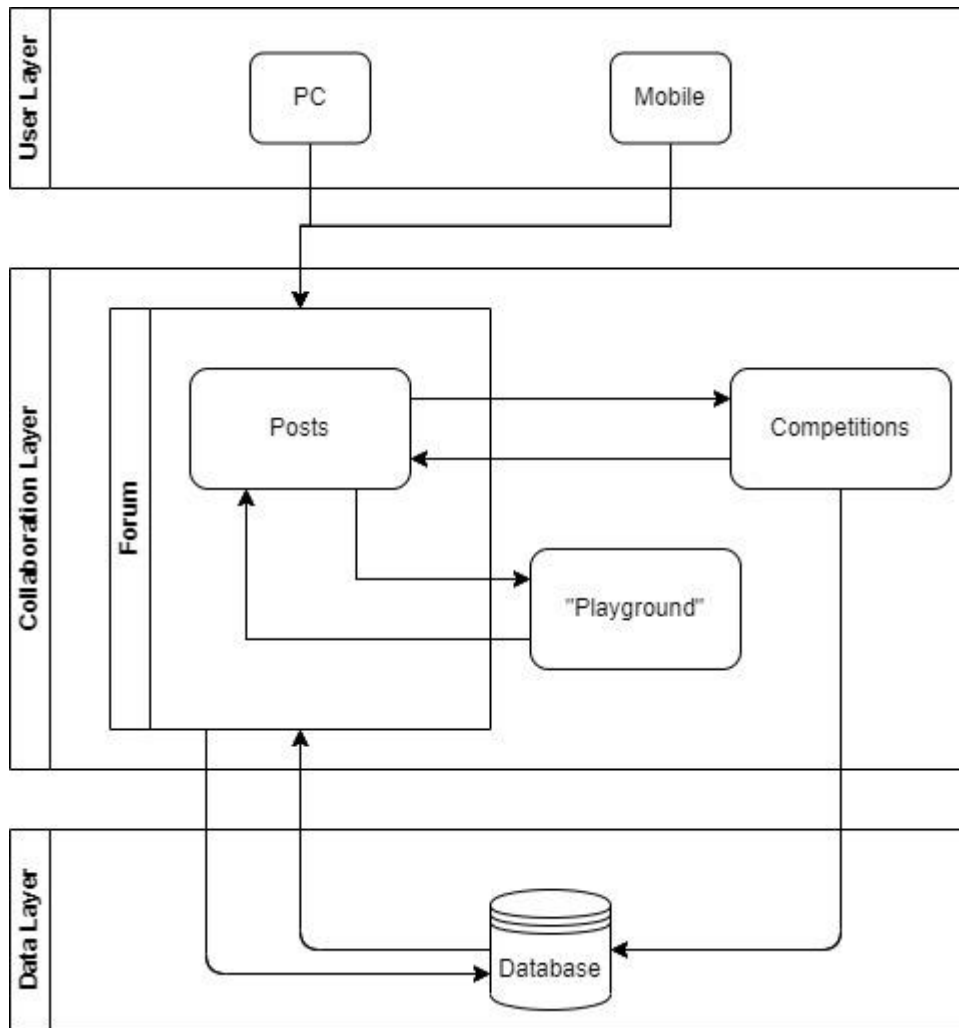 User Layer
PC
Mobile
Collaboration Layer
Forum
Posts
Competitions
"Playground"
Data Layer
Database